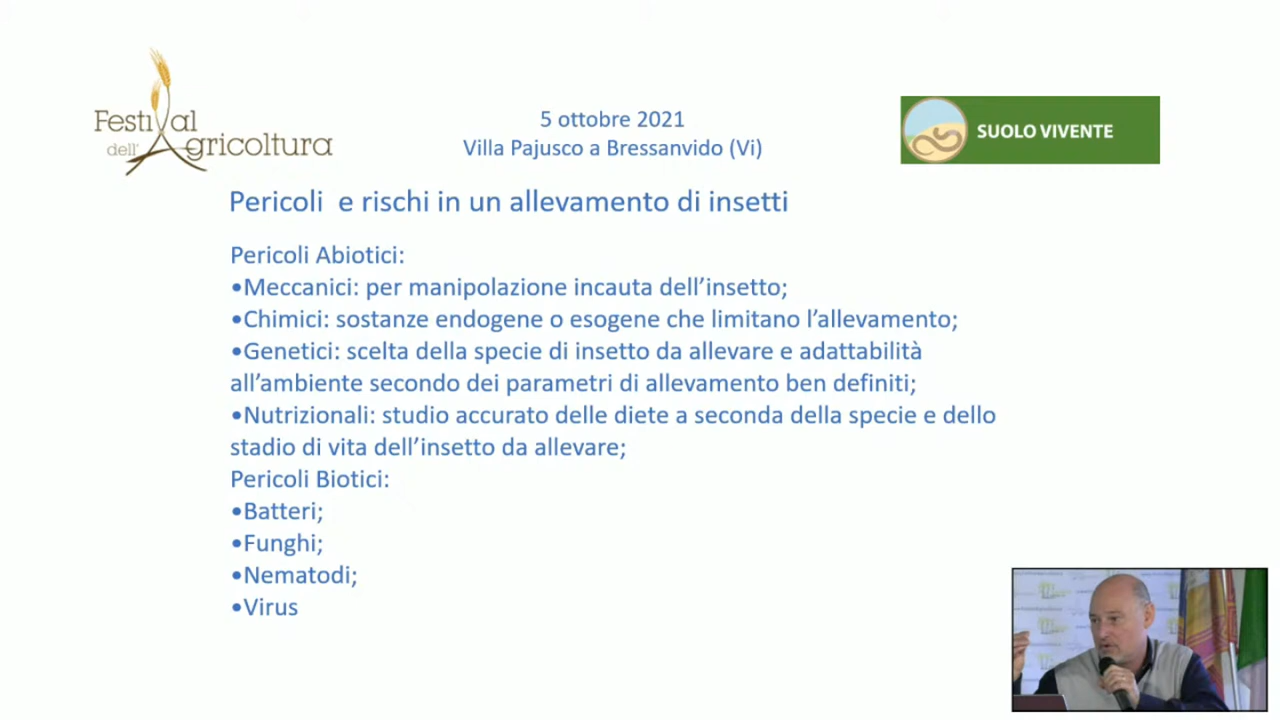 Festival
dell'Agricoltura
5 ottobre 2021
Villa Pajusco a Bressanvido (Vi)
SUOLO VIVENTE
Pericoli e rischi in un allevamento di insetti
Pericoli Abiotici:
•Meccanici: per manipolazione incauta dell’insetto;
•Chimici: sostanze endogene o esogene che limitano l’allevamento;
•Genetici: scelta della specie di insetto da allevare e adattabilità
all’ambiente secondo dei parametri di allevamento ben definiti;
•Nutrizionali: studio accurato delle diete a seconda della specie e dello
stadio di vita dell’insetto da allevare;
Pericoli Biotici:
•Batteri;
•Funghi;
•Nematodi;
•Virus